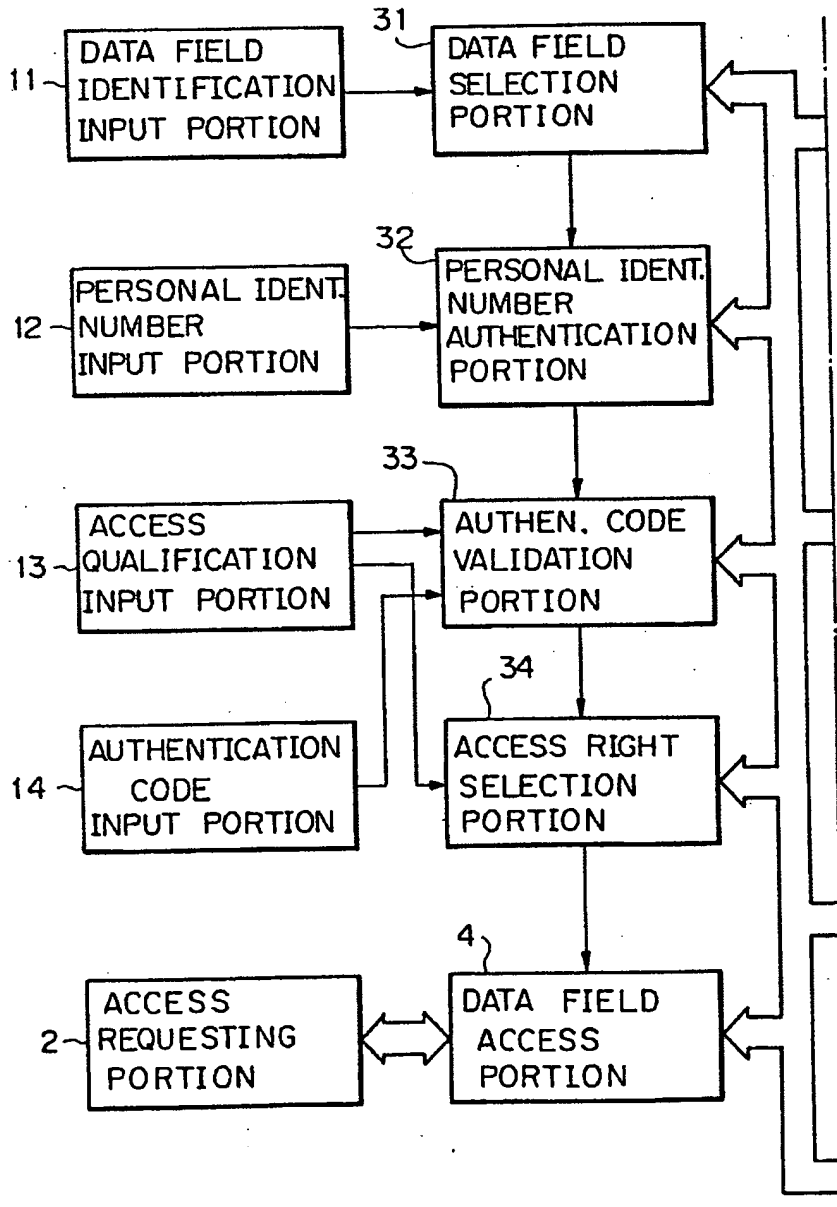 11
DATA FIELD
IDENTIFICATION
INPUT PORTION
31
DATA FIELD
SELECTION
PORTION
12
PERSONAL IDENT.
NUMBER
INPUT PORTION
32
PERSONAL IDENT.
NUMBER
AUTHENTICATION
PORTION
13
ACCESS
QUALIFICATION
INPUT PORTION
33
AUTHEN. CODE
VALIDATION
PORTION
14
AUTHENTICATION
CODE
INPUT PORTION
34
ACCESS RIGHT
SELECTION
PORTION
2
ACCESS
REQUESTING
PORTION
4
DATA FIELD
ACCESS
PORTION